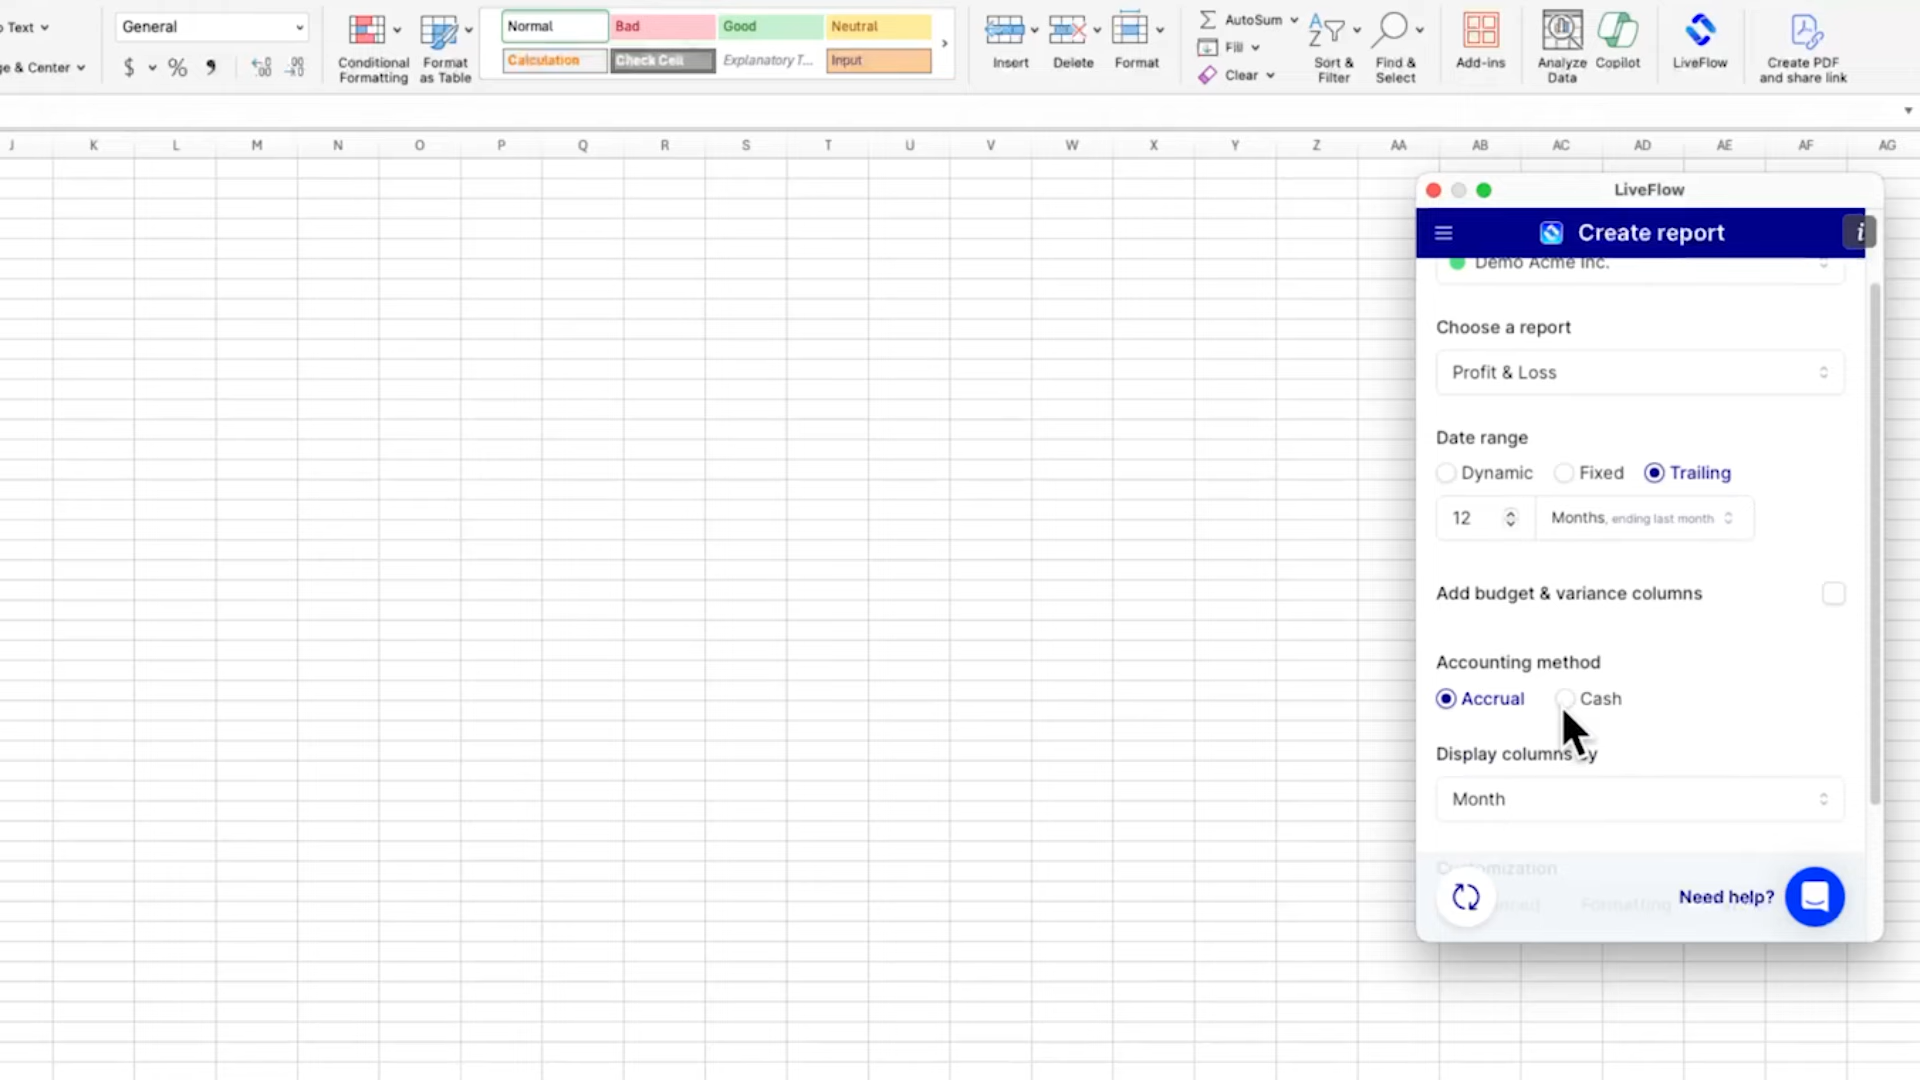 Text
General
Normal
Bad
Good
Neutral
Calculation
Check Cell
Explanatory T...
Input
Conditional
Formatting
Format
as Table
Insert
Delete
Format
AutoSum
Fill
Clear
Sort &
Filter
Find &
Select
Add-ins
Analyze
Data
Copilot
LiveFlow
Create PDF
and share link
& Center
$ % 9
.00
J K L M N O P Q R S T U V W X Y Z AA AB AC AD AE AF AG
LiveFlow
Create report
i
Demo Acme Inc.
Choose a report
Profit & Loss
Date range
Dynamic Fixed Trailing
12 Months, ending last month
Add budget & variance columns
Accounting method
Accrual Cash
Display columns
Month
Customization
Formatting
Need help?